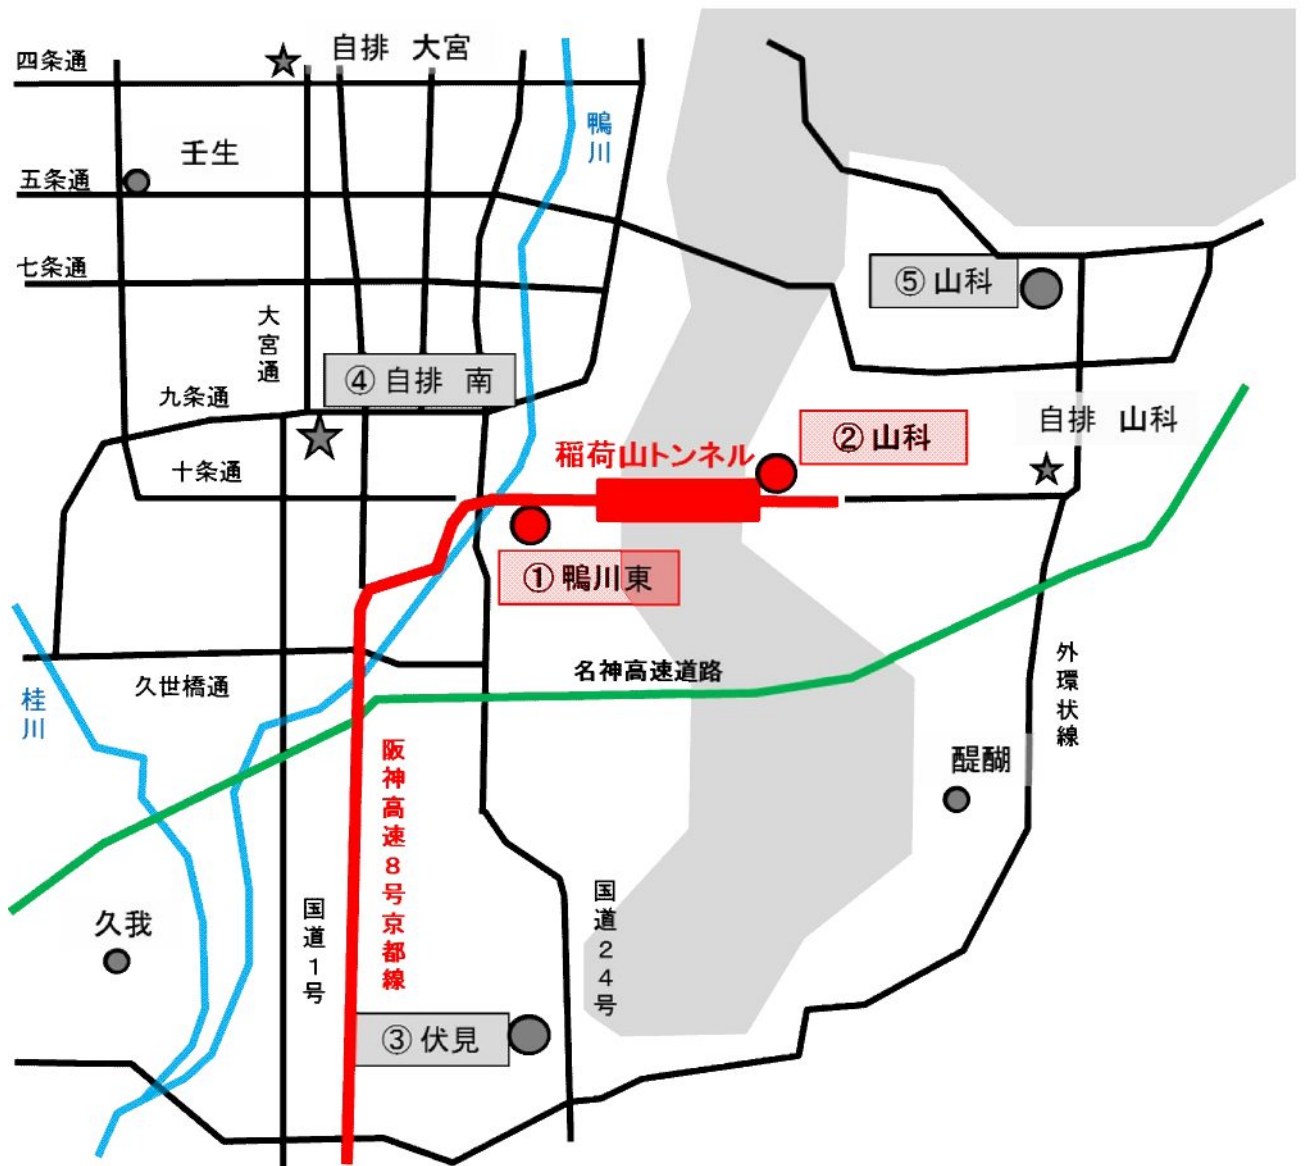 四条通
自排 大宮
鴨川
壬生
五条通
七条通
⑤ 山科
大宮通
④ 自排 南
九条通
自排 山科
② 山科
稲荷山トンネル
十条通
① 鴨川東
外環状線
名神高速道路
久世橋通
桂川
阪神高速8号京都線
醍醐
国道24号
国道1号
久我
③ 伏見